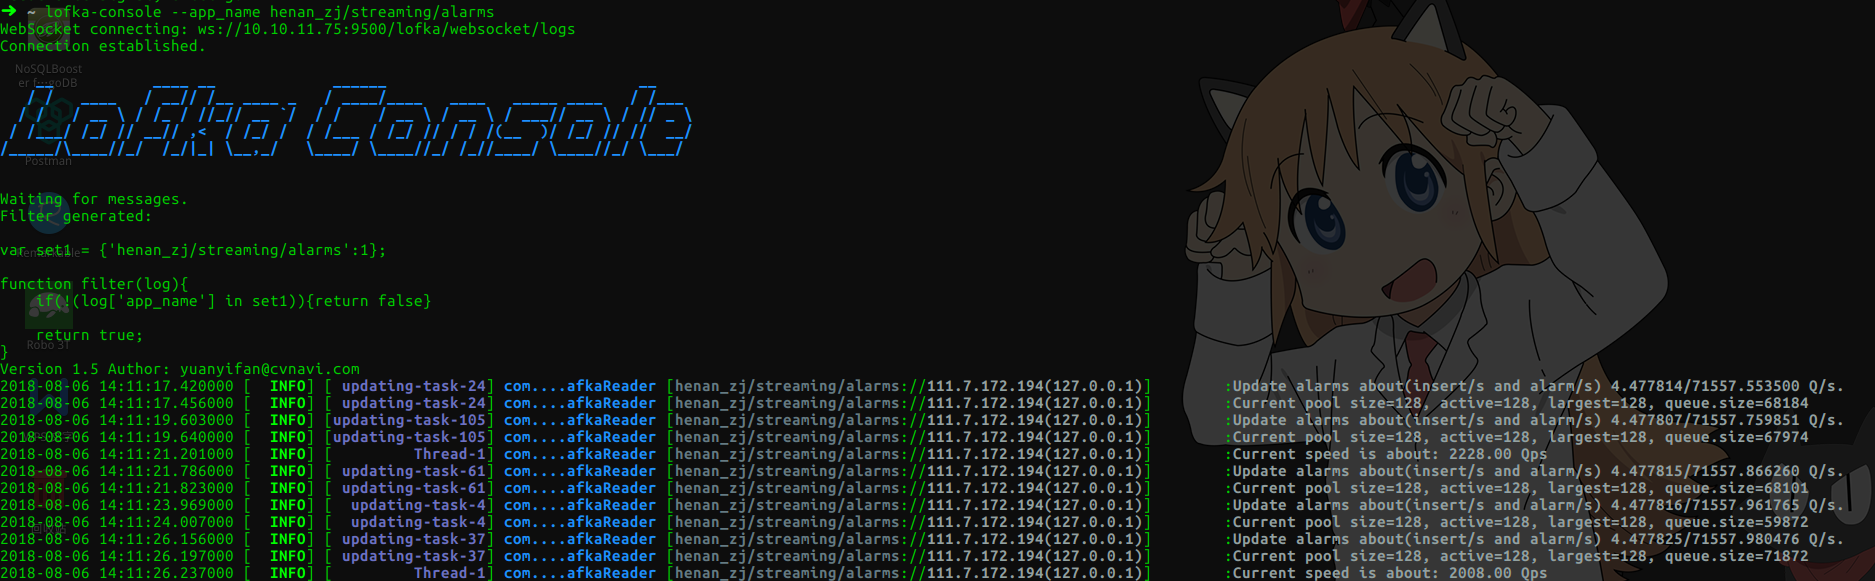 ➜ ~ lofka-console --app_name henan_zj/streaming/alarms
WebSocket connecting: ws://10.10.11.75:9500/lofka/websocket/logs
Connection established.
NoSQLBoost
er f···goDB
Lofka Console
Postman
Waiting for messages.
Filter generated:
var set1 = {'henan_zj/streaming/alarms':1};
function filter(log){
if(!(log['app_name'] in set1)){return false}
return true;
Robo 3T
}
Version 1.5 Author: yuanyifan@cvnavi.com
2018-08-06 14:11:17.420000 [  INFO] [ updating-task-24] com....afkaReader [henan_zj/streaming/alarms://111.7.172.194(127.0.0.1)] :Update alarms about(insert/s and alarm/s) 4.477814/71557.553500 Q/s.
2018-08-06 14:11:17.456000 [  INFO] [ updating-task-24] com....afkaReader [henan_zj/streaming/alarms://111.7.172.194(127.0.0.1)] :Current pool size=128, active=128, largest=128, queue.size=68184
2018-08-06 14:11:19.603000 [  INFO] [updating-task-105] com....afkaReader [henan_zj/streaming/alarms://111.7.172.194(127.0.0.1)] :Update alarms about(insert/s and alarm/s) 4.477807/71557.759851 Q/s.
2018-08-06 14:11:19.640000 [  INFO] [updating-task-105] com....afkaReader [henan_zj/streaming/alarms://111.7.172.194(127.0.0.1)] :Current pool size=128, active=128, largest=128, queue.size=67974
2018-08-06 14:11:21.201000 [  INFO] [ Thread-1] com....afkaReader [henan_zj/streaming/alarms://111.7.172.194(127.0.0.1)] :Current speed is about: 2228.00 Qps
2018-08-06 14:11:21.786000 [  INFO] [ updating-task-61] com....afkaReader [henan_zj/streaming/alarms://111.7.172.194(127.0.0.1)] :Update alarms about(insert/s and alarm/s) 4.477815/71557.866260 Q/s.
2018-08-06 14:11:21.823000 [  INFO] [ updating-task-61] com....afkaReader [henan_zj/streaming/alarms://111.7.172.194(127.0.0.1)] :Current pool size=128, active=128, largest=128, queue.size=68101
2018-08-06 14:11:23.969000 [  INFO] [ updating-task-4] com....afkaReader [henan_zj/streaming/alarms://111.7.172.194(127.0.0.1)] :Update alarms about(insert/s and alarm/s) 4.477816/71557.961765 Q/s.
2018-08-06 14:11:24.007000 [  INFO] [ updating-task-4] com....afkaReader [henan_zj/streaming/alarms://111.7.172.194(127.0.0.1)] :Current pool size=128, active=128, largest=128, queue.size=59872
2018-08-06 14:11:26.156000 [  INFO] [ updating-task-37] com....afkaReader [henan_zj/streaming/alarms://111.7.172.194(127.0.0.1)] :Update alarms about(insert/s and alarm/s) 4.477825/71557.980476 Q/s.
2018-08-06 14:11:26.197000 [  INFO] [ updating-task-37] com....afkaReader [henan_zj/streaming/alarms://111.7.172.194(127.0.0.1)] :Current pool size=128, active=128, largest=128, queue.size=71872
2018-08-06 14:11:26.237000 [  INFO] [ Thread-1] com....afkaReader [henan_zj/streaming/alarms://111.7.172.194(127.0.0.1)] :Current speed is about: 2008.00 Qps